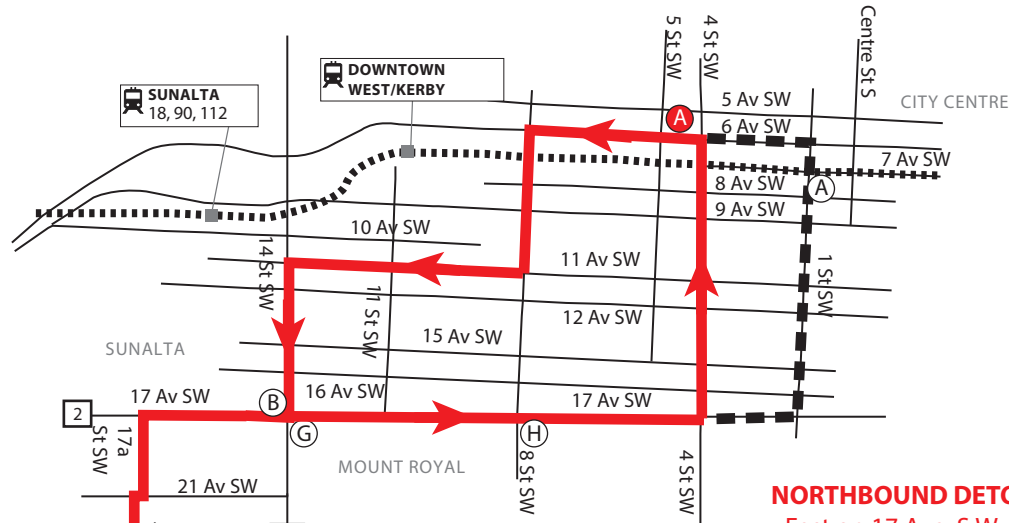 5 St SW
4 St SW
Centre St S
DOWNTOWN
WEST/KERBY
SUNALTA
18, 90, 112
5 Av SW
CITY CENTRE
A
6 Av SW
7 Av SW
8 Av SW
A
9 Av SW
10 Av SW
14 St SW
11 Av SW
1 St SW
11 St SW
12 Av SW
15 Av SW
SUNALTA
16 Av SW
17 Av SW
17 Av SW
B
2
G
H
17a
St SW
MOUNT ROYAL
8 St SW
4 St SW
21 Av SW
NORTHBOUND DETO